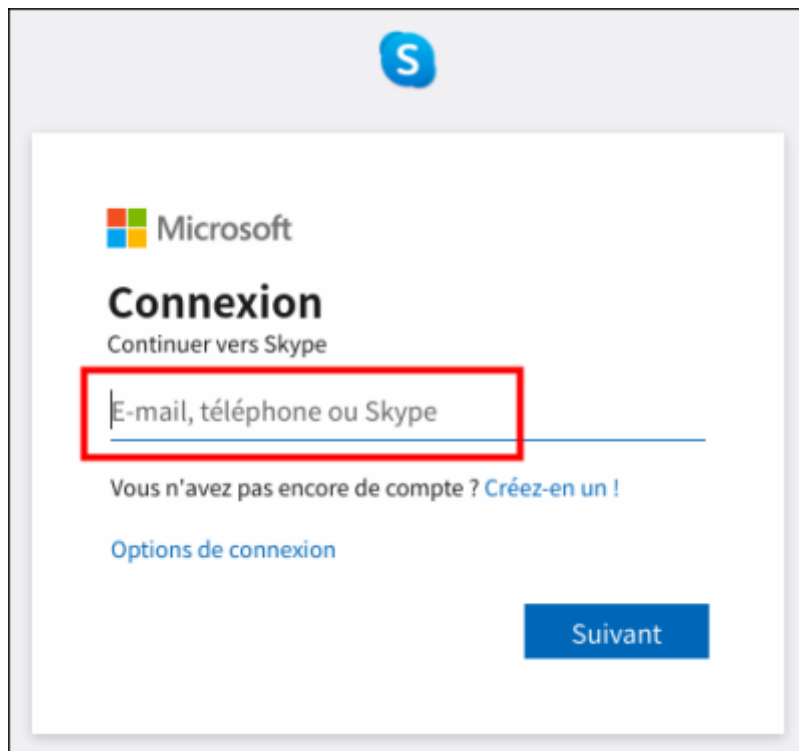 S
Microsoft
Connexion
Continuer vers Skype
E-mail, téléphone ou Skype
Vous n'avez pas encore de compte ? Créez-en un !
Options de connexion
Suivant